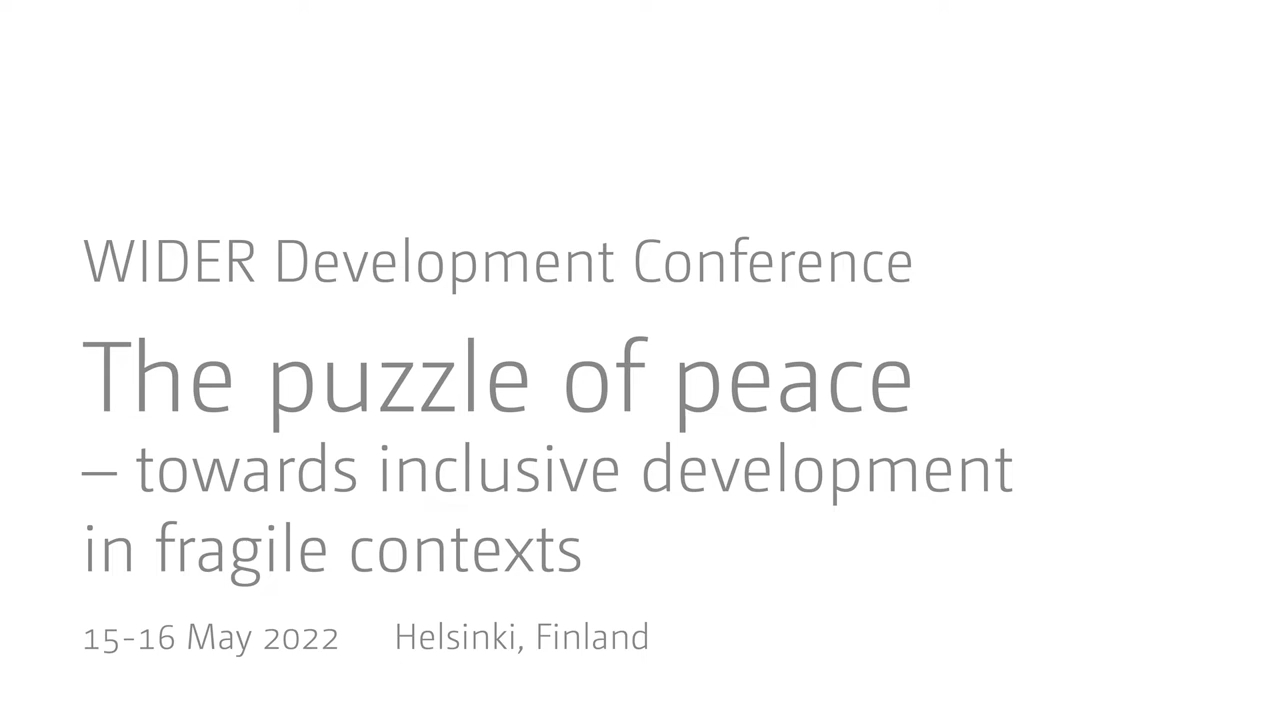 WIDER Development Conference
The puzzle of peace
– towards inclusive development
in fragile contexts
15-16 May 2022 Helsinki, Finland